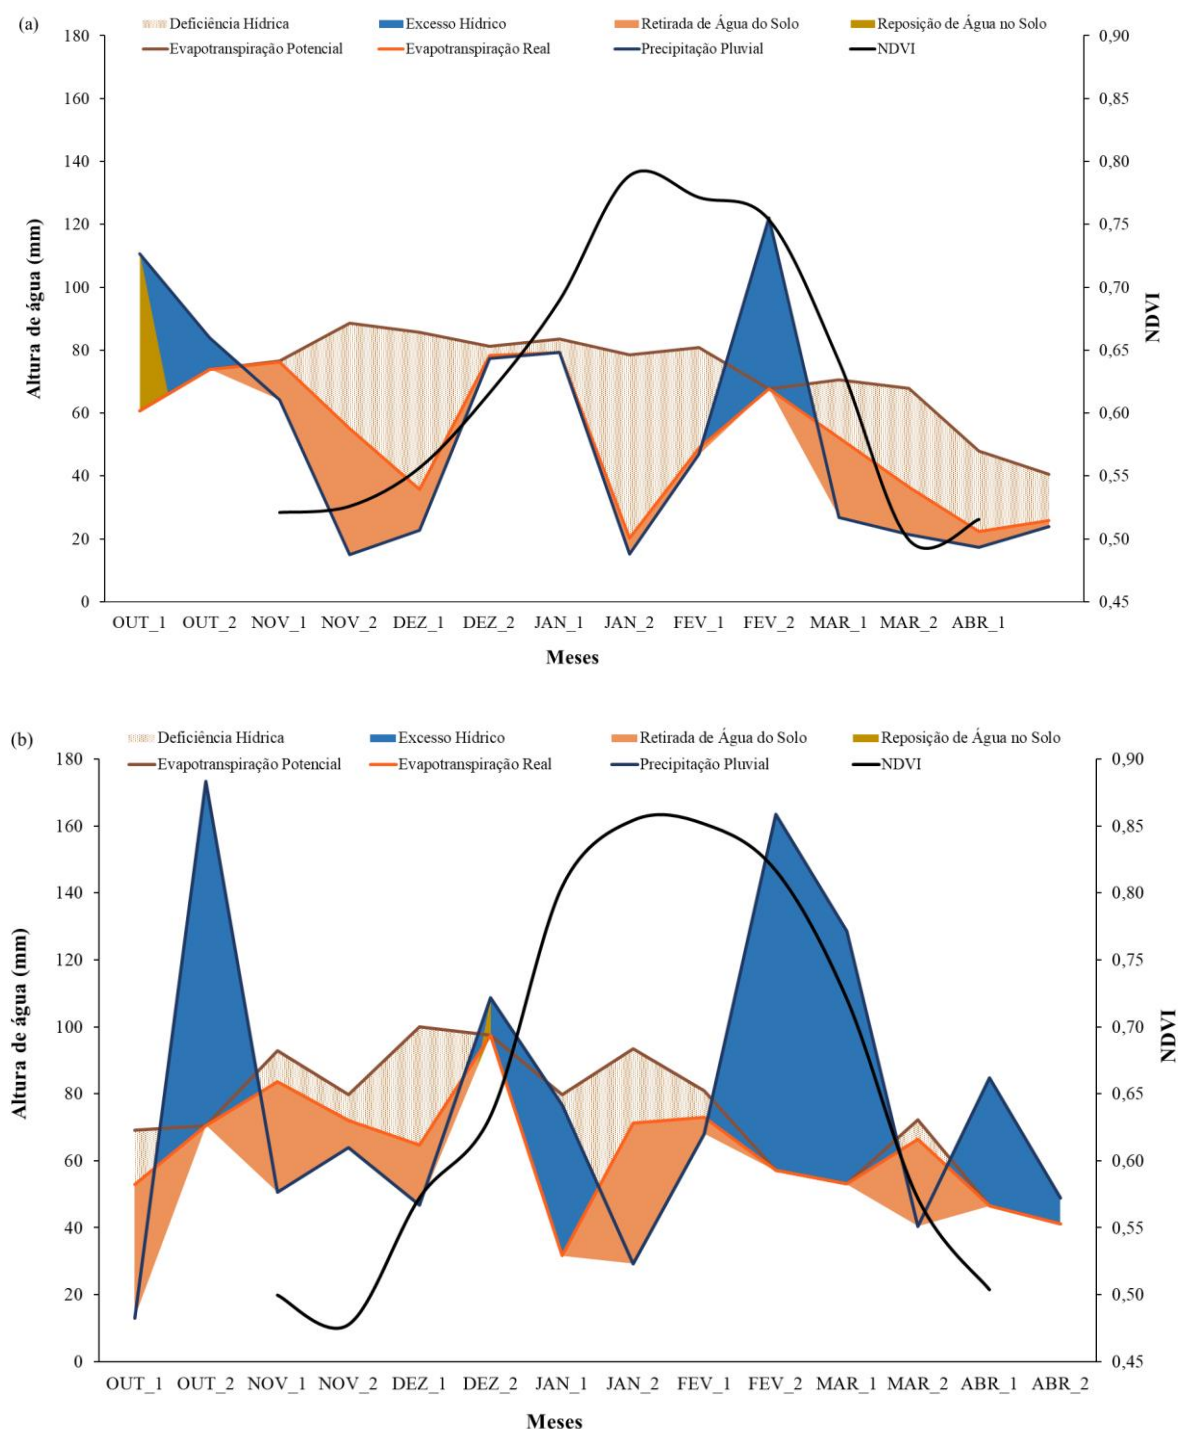 (a)
Deficiência Hídrica Excesso Hídrico Retirada de Água do Solo Reposição de Água no Solo
Evapotranspiração Potencial Evapotranspiração Real Precipitação Pluvial NDVI
180 0,90
160 0,85
140 0,80
120 0,75
100 0,70
80 0,65
60 0,60
40 0,55
20 0,50
0 0,45
Altura de água (mm)
NDVI
OUT_1 OUT_2 NOV_1 NOV_2 DEZ_1 DEZ_2 JAN_1 JAN_2 FEV_1 FEV_2 MAR_1 MAR_2 ABR_1
Meses
(b)
Deficiência Hídrica Excesso Hídrico Retirada de Água do Solo Reposição de Água no Solo
Evapotranspiração Potencial Evapotranspiração Real Precipitação Pluvial NDVI
180 0,90
160 0,85
140 0,80
120 0,75
100 0,70
80 0,65
60 0,60
40 0,55
20 0,50
0 0,45
Altura de água (mm)
NDVI
OUT_1 OUT_2 NOV_1 NOV_2 DEZ_1 DEZ_2 JAN_1 JAN_2 FEV_1 FEV_2 MAR_1 MAR_2 ABR_1 ABR_2
Meses